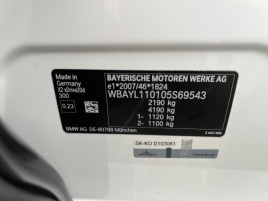 Made in Germany
X2 xDrive20d
300
0.23
BAYERISCHE MOTOREN WERKE AG
e1*2007/46*1824
WBAYL110105S69543
2190 kg
4190 kg
1- 1120 kg
2- 1100 kg
BMW AG DE-80788 München
SK-KO D103061